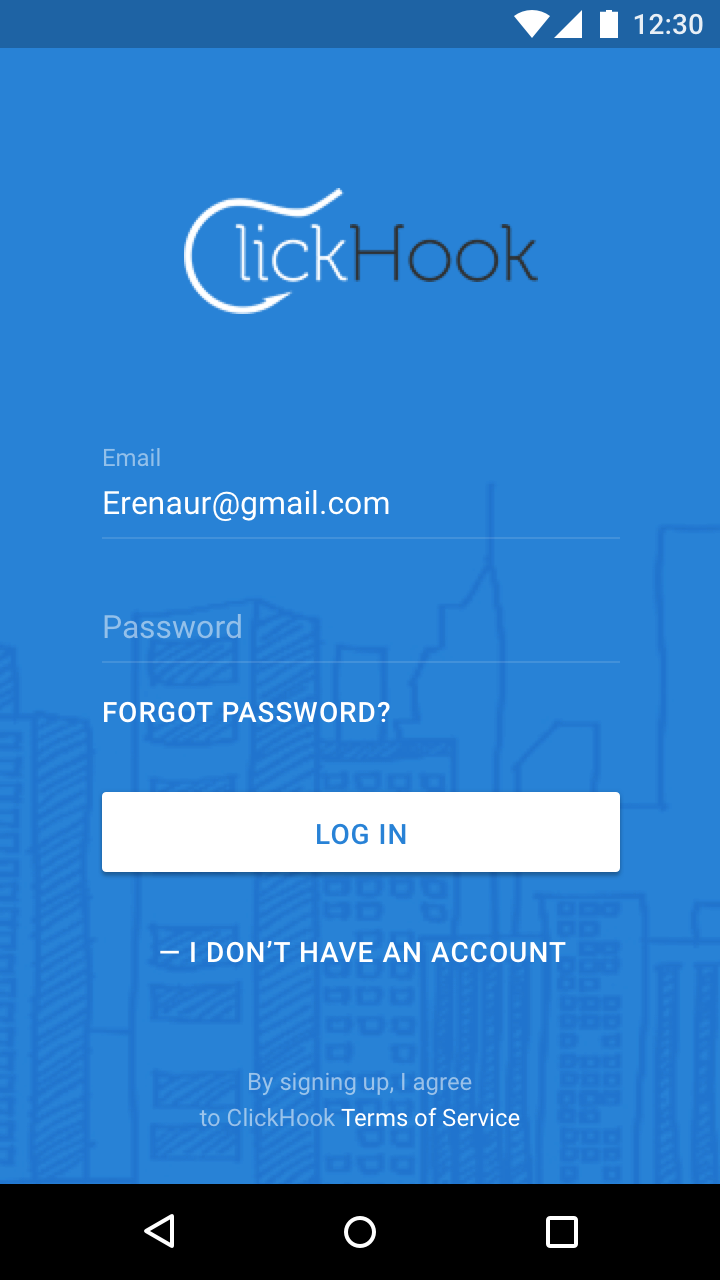 12:30
ClickHook
Email
Erenaur@gmail.com
Password
FORGOT PASSWORD?
LOG IN
– I DON’T HAVE AN ACCOUNT
By signing up, I agree
to ClickHook Terms of Service